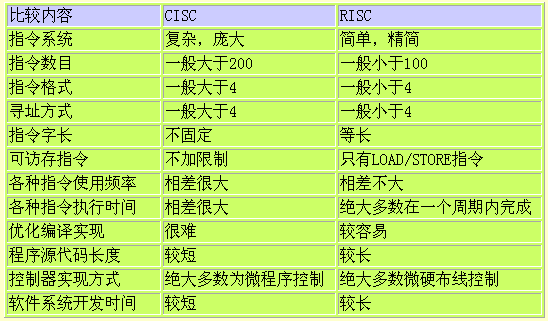 比较内容 CISC RISC
指令系统 复杂，庞大 简单，精简
指令数目 一般大于200 一般小于100
指令格式 一般大于4 一般小于4
寻址方式 一般大于4 一般小于4
指令字长 不固定 等长
可访存指令 不加限制 只有LOAD/STORE指令
各种指令使用频率 相差很大 相差不大
各种指令执行时间 相差很大 绝大多数在一个周期内完成
优化编译实现 很难 较容易
程序源代码长度 较短 较长
控制器实现方式 绝大多数为微程序控制 绝大多数微硬布线控制
软件系统开发时间 较短 较长